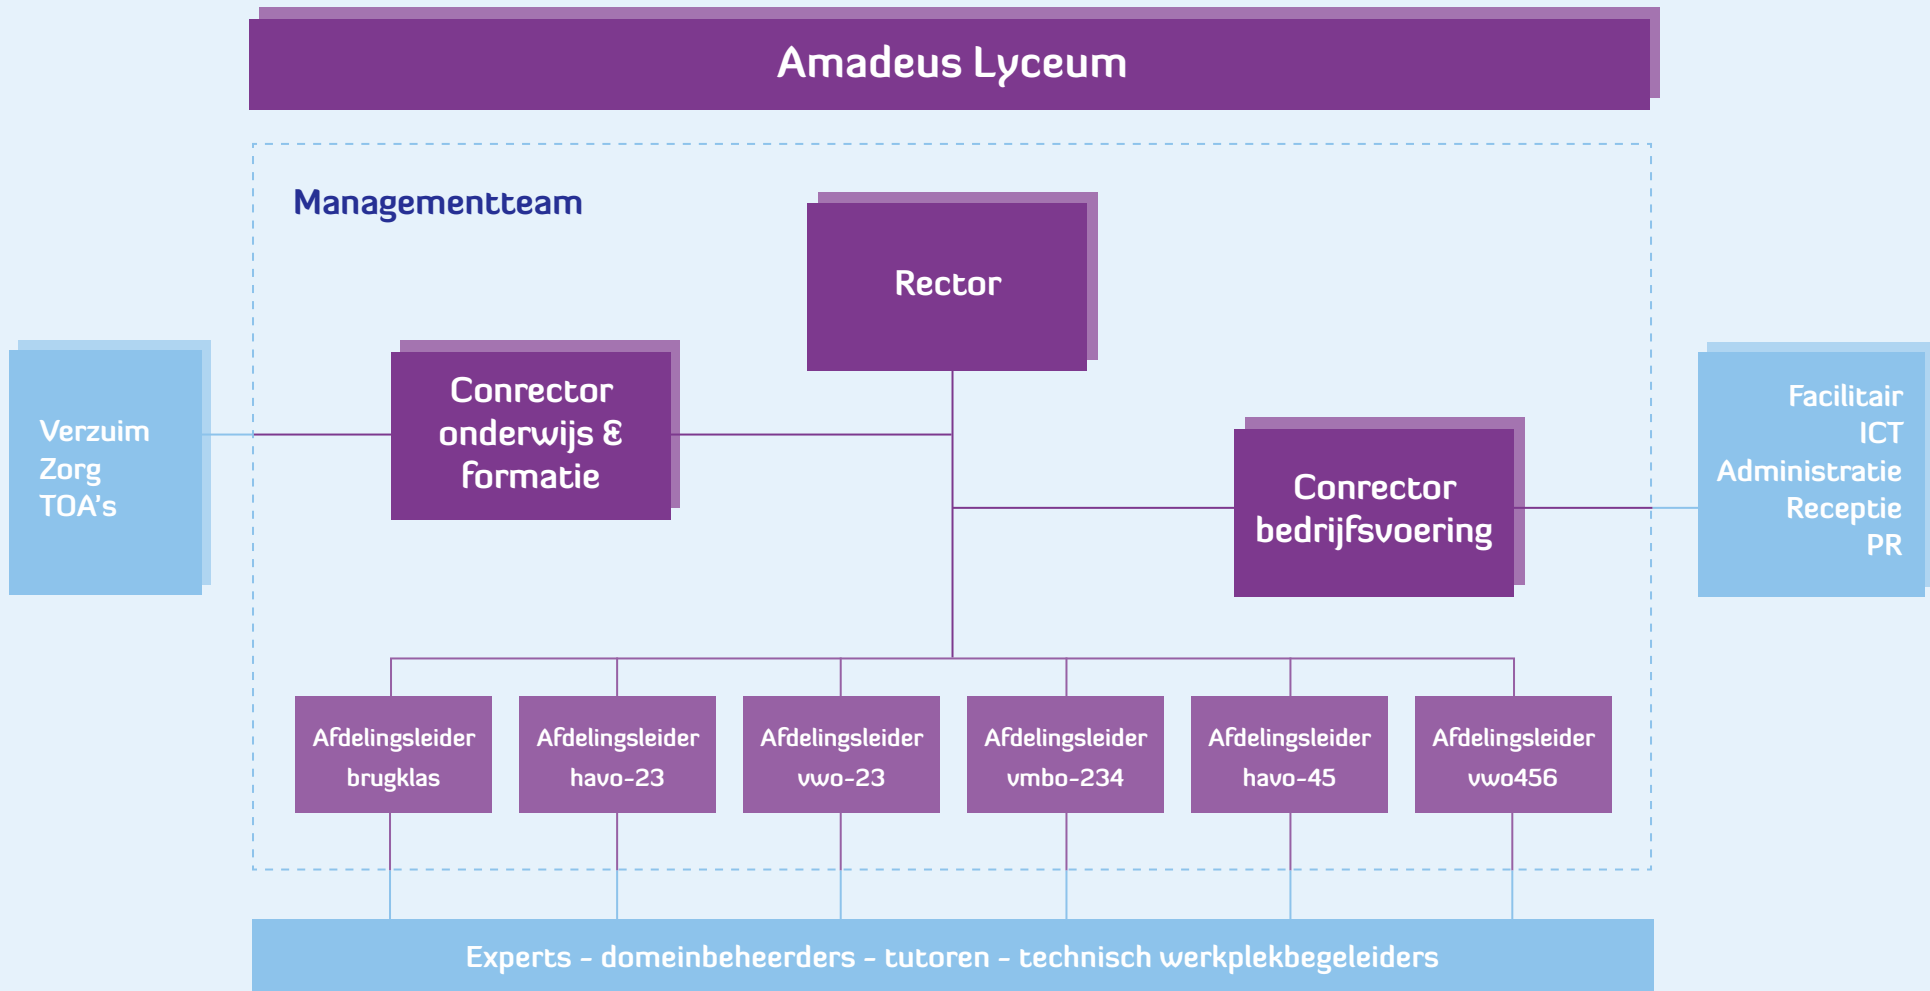 Amadeus Lyceum
Managementteam
Rector
Conrector
onderwijs &
formatie
Conrector
bedrijfsvoering
Verzuim
Zorg
TOA's
Facilitair
ICT
Administratie
Receptie
PR
Afdelingsleider
brugklas
Afdelingsleider
havo-23
Afdelingsleider
vwo-23
Afdelingsleider
vmbo-234
Afdelingsleider
havo-45
Afdelingsleider
vwo456
Experts - domeinbeheerders - tutoren - technisch werkplekbegeleiders